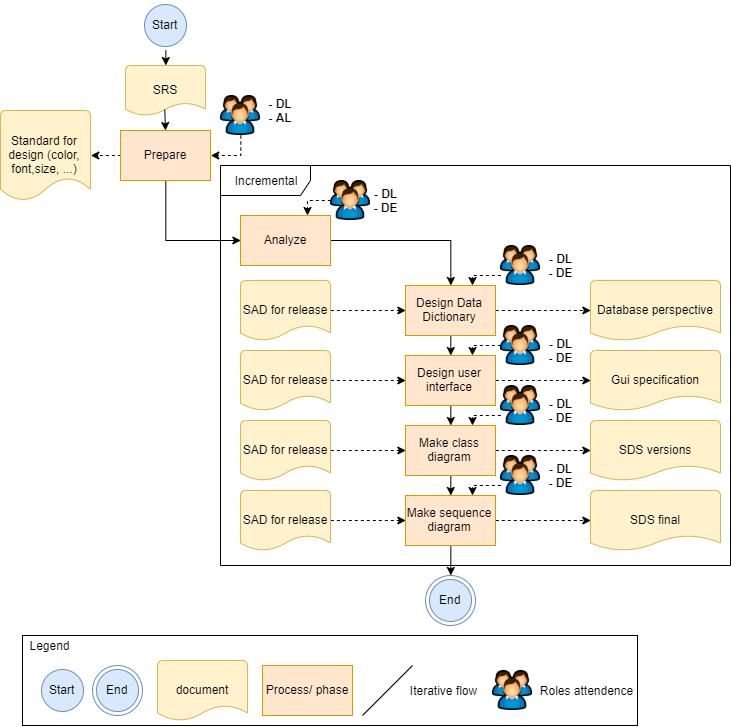 Start
SRS
- DL
- AL
Standard for
design (color,
font,size, ...)
Prepare
Incremental
- DL
- DE
Analyze
- DL
- DE
SAD for release
Design Data
Dictionary
Database perspective
- DL
- DE
SAD for release
Design user
interface
Gui specification
- DL
- DE
SAD for release
Make class
diagram
SDS versions
- DL
- DE
SAD for release
Make sequence
diagram
SDS final
End
Legend
Start
End
document
Process/ phase
Iterative flow
Roles attendence